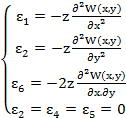 ε₁ = −z ∂²W(x,y)/∂x²
ε₂ = −z ∂²W(x,y)/∂y²
ε₆ = −2z ∂²W(x,y)/∂x.∂y
ε₂ = ε₄ = ε₅ = 0